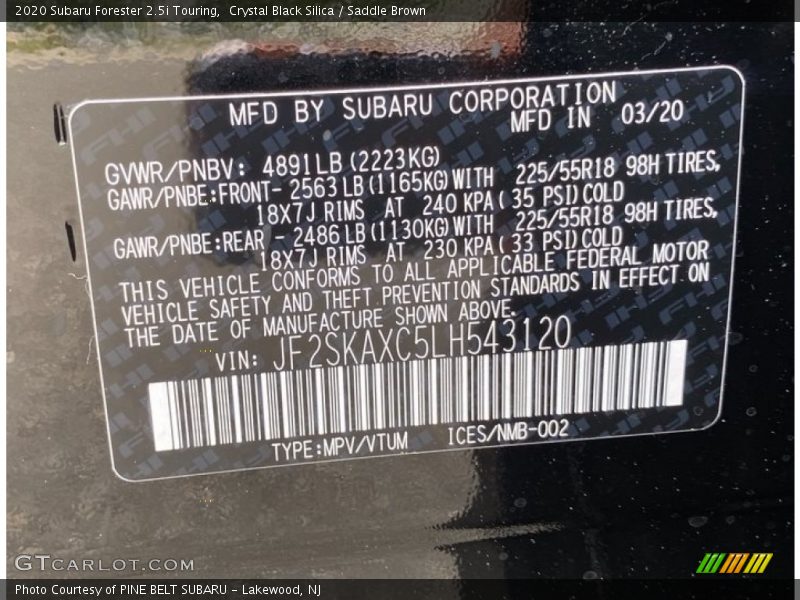 2020 Subaru Forester 2.5i Touring,  Crystal Black Silica / Saddle Brown
MFD BY SUBARU CORPORATION
MFD IN 03/20
GVWR/PNBV: 4891LB (2223KG)
GAWR/PNBE:FRONT- 2563LB (1165KG) WITH 225/55R18 98H TIRES,
18X7J RIMS AT 240 KPA ( 35 PSI) COLD
GAWR/PNBE:REAR - 2486LB (1130KG) WITH 225/55R18 98H TIRES,
18X7J RIMS AT 230 KPA ( 33 PSI) COLD
THIS VEHICLE CONFORMS TO ALL APPLICABLE FEDERAL MOTOR
VEHICLE SAFETY AND THEFT PREVENTION STANDARDS IN EFFECT ON
THE DATE OF MANUFACTURE SHOWN ABOVE.
VIN: JF2SKAXC5LH543120
TYPE:MPV/VTUM ICES/NMB-002
GTCARLOT.COM
Photo Courtesy of PINE BELT SUBARU - Lakewood, NJ